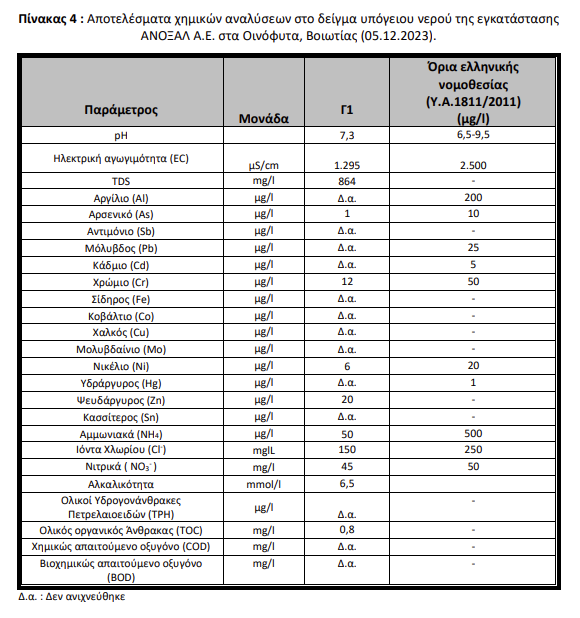 Πίνακας 4 : Αποτελέσματα χημικών αναλύσεων στο δείγμα υπόγειου νερού της εγκατάστασης
ΑΝΟΞΑΛ Α.Ε. στα Οινόφυτα, Βοιωτίας (05.12.2023).
Παράμετρος Μονάδα Γ1 Όρια ελληνικής
νομοθεσίας
(Υ.Α.1811/2011)
(μg/l)
pH 7,3 6,5-9,5
Ηλεκτρική αγωγιμότητα (EC) μS/cm 1.295 2.500
TDS mg/l 864 -
Αργίλιο (Al) μg/l Δ.α. 200
Αρσενικό (As) μg/l 1 10
Αντιμόνιο (Sb) μg/l Δ.α. -
Μόλυβδος (Pb) μg/l Δ.α. 25
Κάδμιο (Cd) μg/l Δ.α. 5
Χρώμιο (Cr) μg/l 12 50
Σίδηρος (Fe) μg/l Δ.α. -
Κοβάλτιο (Co) μg/l Δ.α. -
Χαλκός (Cu) μg/l Δ.α. -
Μολυβδαίνιο (Mo) μg/l Δ.α. -
Νικέλιο (Ni) μg/l 6 20
Υδράργυρος (Hg) μg/l Δ.α. 1
Ψευδάργυρος (Zn) μg/l 20 -
Κασσίτερος (Sn) μg/l Δ.α. -
Αμμωνιακά (NH₄) μg/l 50 500
Ιόντα Χλωρίου (Cl⁻) mgιL 150 250
Νιτρικά ( NO₃⁻ ) mg/l 45 50
Αλκαλικότητα mmol/l 6,5
Ολικοί Υδρογονάνθρακες
Πετρελαιοειδών (TPH) μg/l Δ.α. -
Ολικός οργανικός Άνθρακας (TOC) mg/l 0,8 -
Χημικώς απαιτούμενο οξυγόνο (COD) mg/l Δ.α. -
Βιοχημικώς απαιτούμενο οξυγόνο
(BOD) mg/l Δ.α. -
Δ.α. : Δεν ανιχνεύθηκε